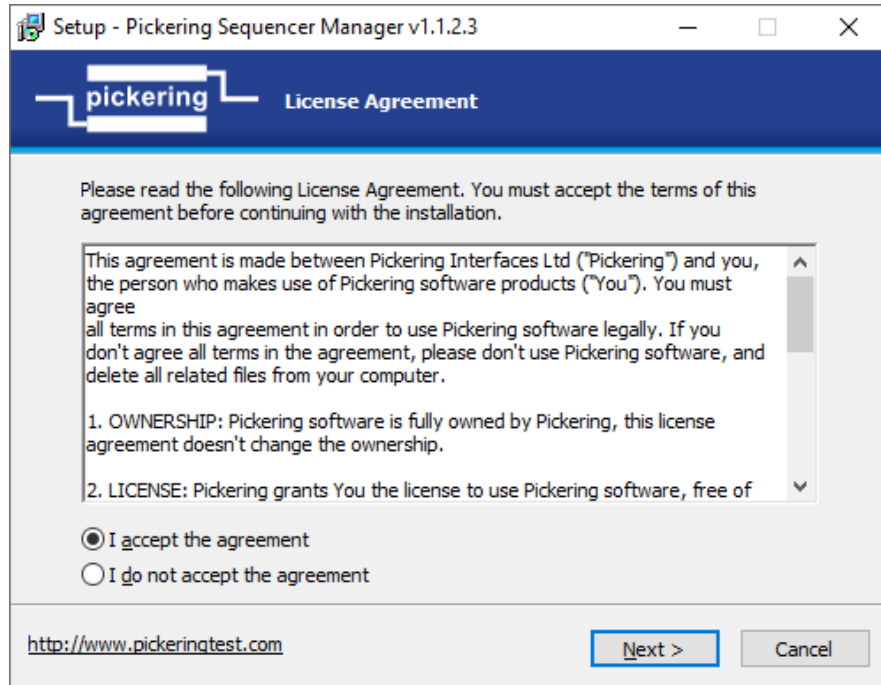 Setup - Pickering Sequencer Manager v1.1.2.3
pickering
License Agreement
Please read the following License Agreement. You must accept the terms of this
agreement before continuing with the installation.
This agreement is made between Pickering Interfaces Ltd ("Pickering") and you,
the person who makes use of Pickering software products ("You"). You must
agree
all terms in this agreement in order to use Pickering software legally. If you
don't agree all terms in the agreement, please don't use Pickering software, and
delete all related files from your computer.
1. OWNERSHIP: Pickering software is fully owned by Pickering, this license
agreement doesn't change the ownership.
2. LICENSE: Pickering grants You the license to use Pickering software, free of
I accept the agreement
I do not accept the agreement
http://www.pickeringtest.com
Next >
Cancel